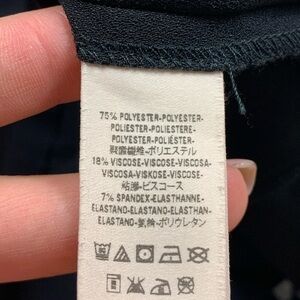 75% POLYESTER-POLYESTER-
POLIESTER-POLIESTERE-
POLYESTER-POLIÉSTER-
聚酯纖維-ポリエステル
18% VISCOSE-VISCOSE-VISCOSA-
VISCOSA-VISKOSE-VISCOSE-
粘膠-ビスコース
7% SPANDEX-ELASTHANNE-
ELASTANO-ELASTANO-ELASTHAN-
ELASTANO-氨綸-ポリウレタン